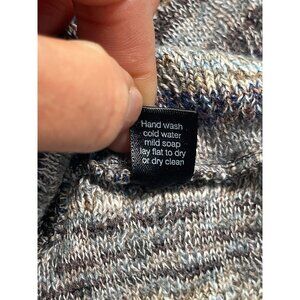 Hand wash
cold water
mild soap
lay flat to dry
or dry clean